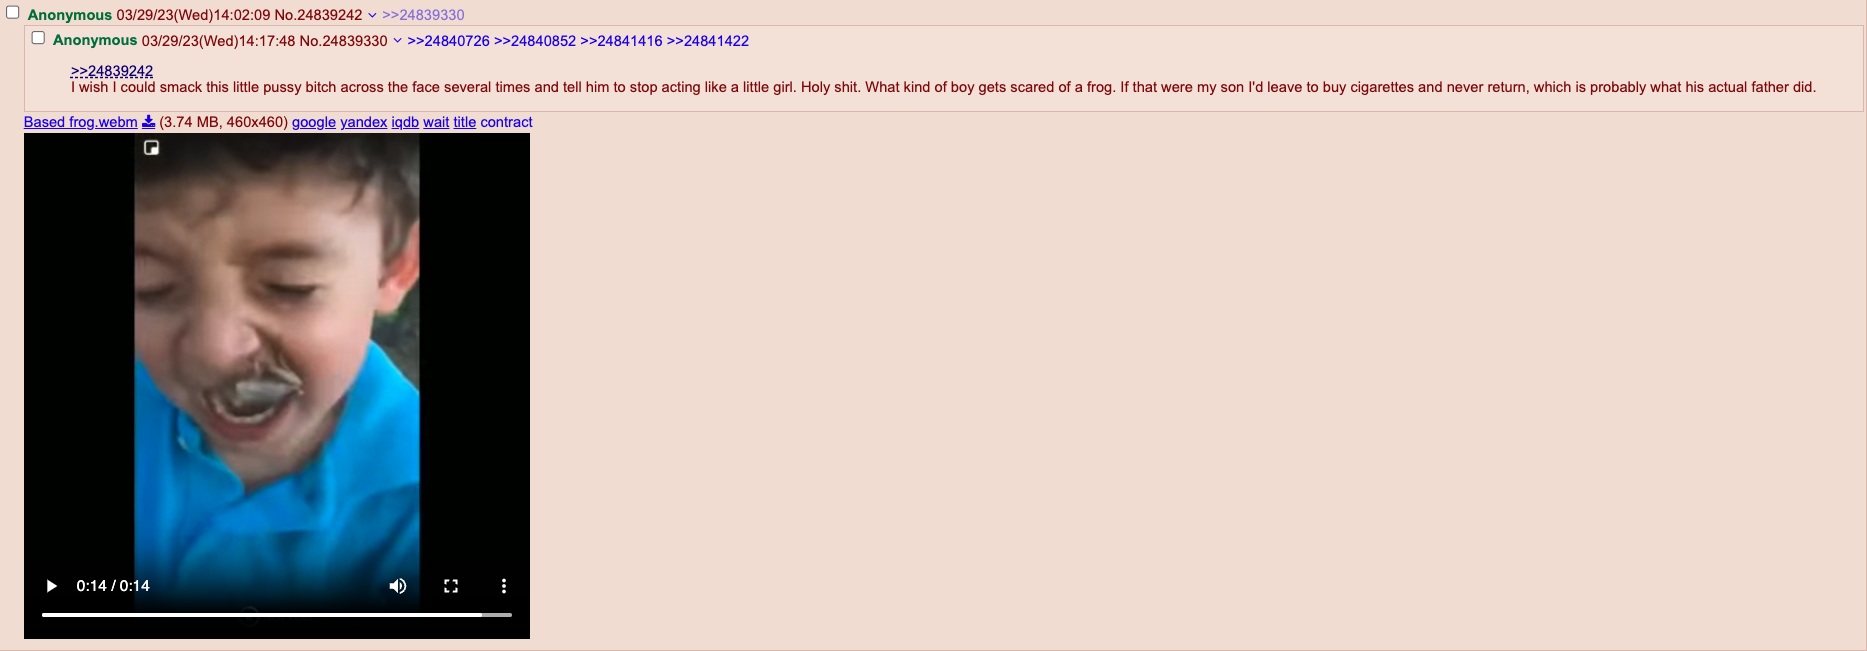 Anonymous 03/29/23(Wed)14:02:09 No.24839242 >>24839330
Anonymous 03/29/23(Wed)14:17:48 No.24839330 >>24840726 >>24840852 >>24841416 >>24841422
>>24839242
I wish I could smack this little pussy bitch across the face several times and tell him to stop acting like a little girl. Holy shit. What kind of boy gets scared of a frog. If that were my son I'd leave to buy cigarettes and never return, which is probably what his actual father did.
Based frog.webm (3.74 MB, 460x460) google yandex iqdb wait title contract
0:14 / 0:14